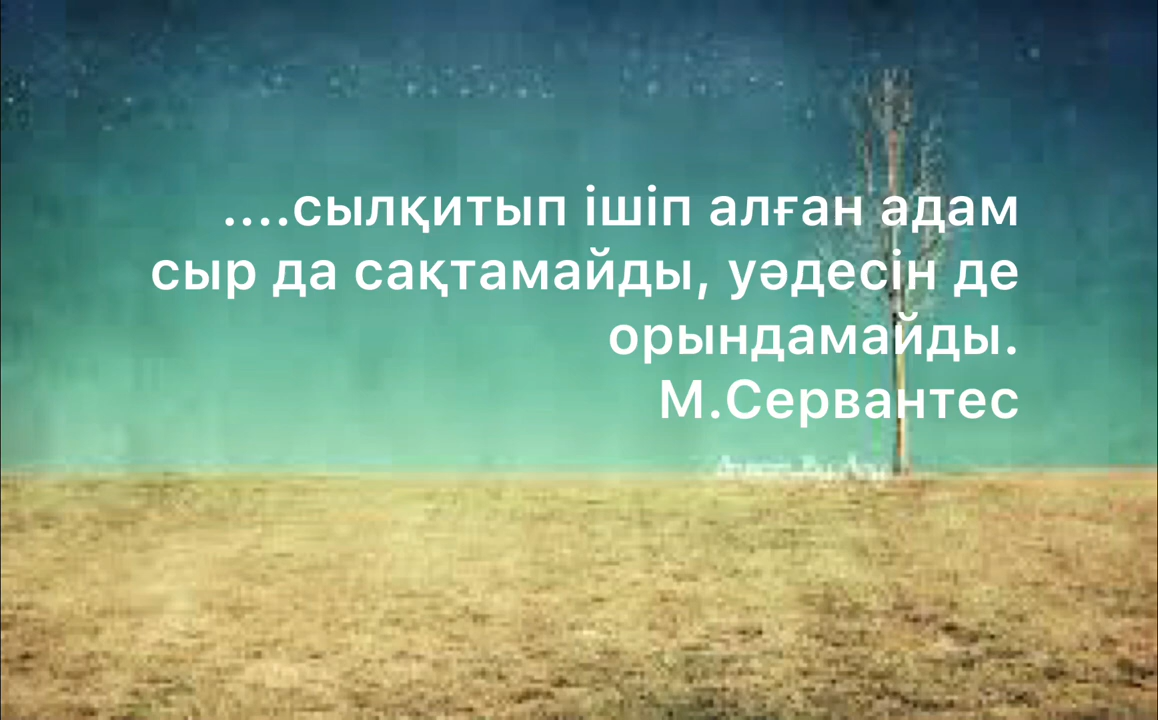 ....сылқитып ішіп алған адам
сыр да сақтамайды, уәдесін де
орындамайды.
М.Сервантес